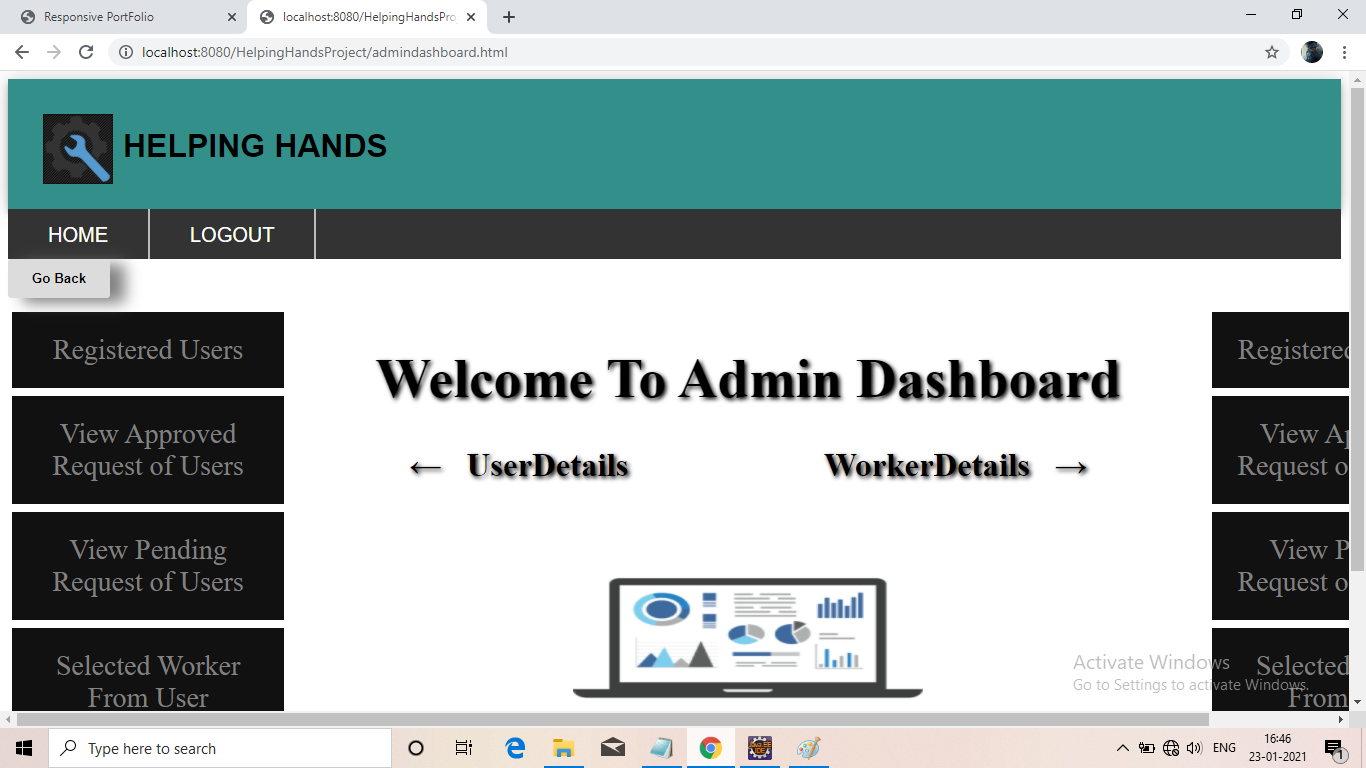 Responsive PortFolio
localhost:8080/HelpingHandsPro
localhost:8080/HelpingHandsProject/admindashboard.html
HELPING HANDS
HOME LOGOUT
Go Back
Registered Users
View Approved
Request of Users
View Pending
Request of Users
Selected Worker
From User
Welcome To Admin Dashboard
← UserDetails
WorkerDetails →
Registered
View Ap
Request o
View P
Request o
Selected
From
Activate Windows
Go to Settings to activate Windows.
Type here to search
ENG
16:46
23-01-2021
1